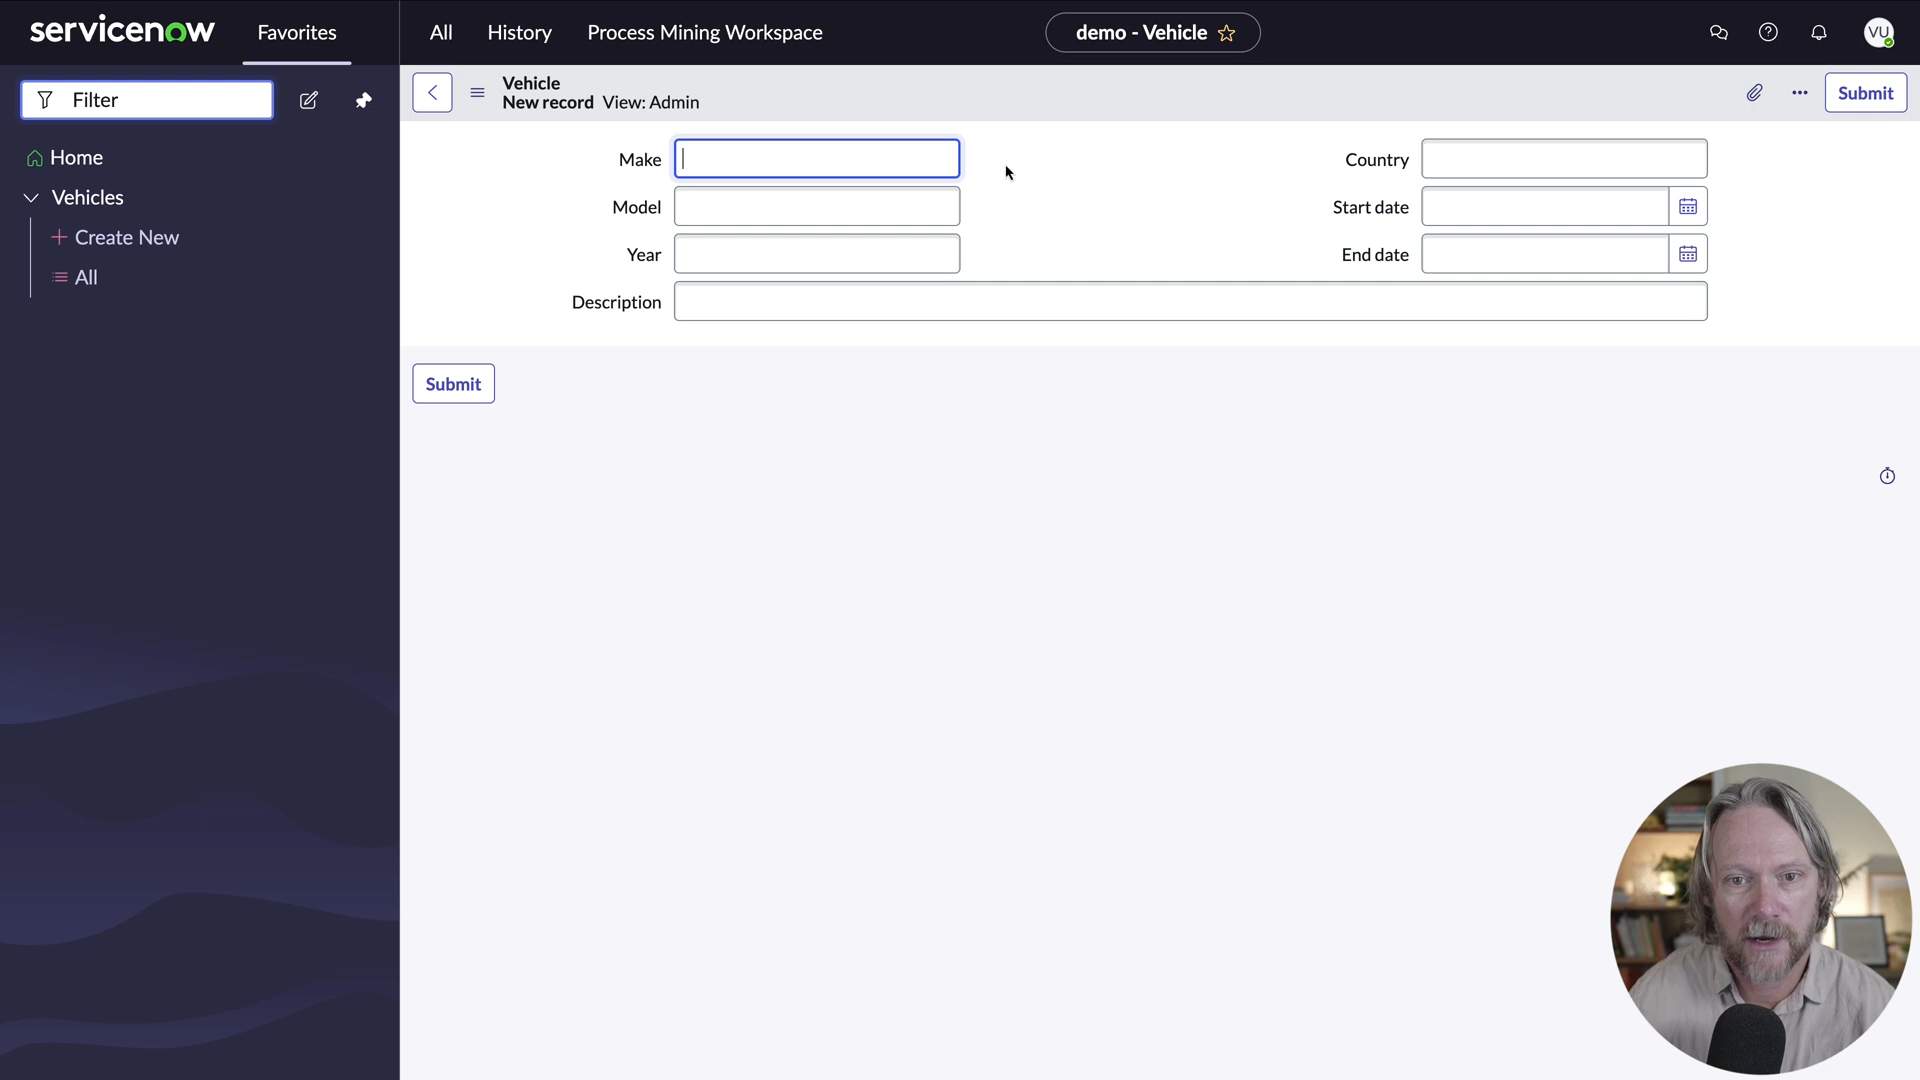 servicenow
Favorites
All
History
Process Mining Workspace
demo - Vehicle
VU
Filter
Home
Vehicles
Create New
All
Vehicle
New record View: Admin
Submit
Make
Model
Year
Description
Country
Start date
End date
Submit